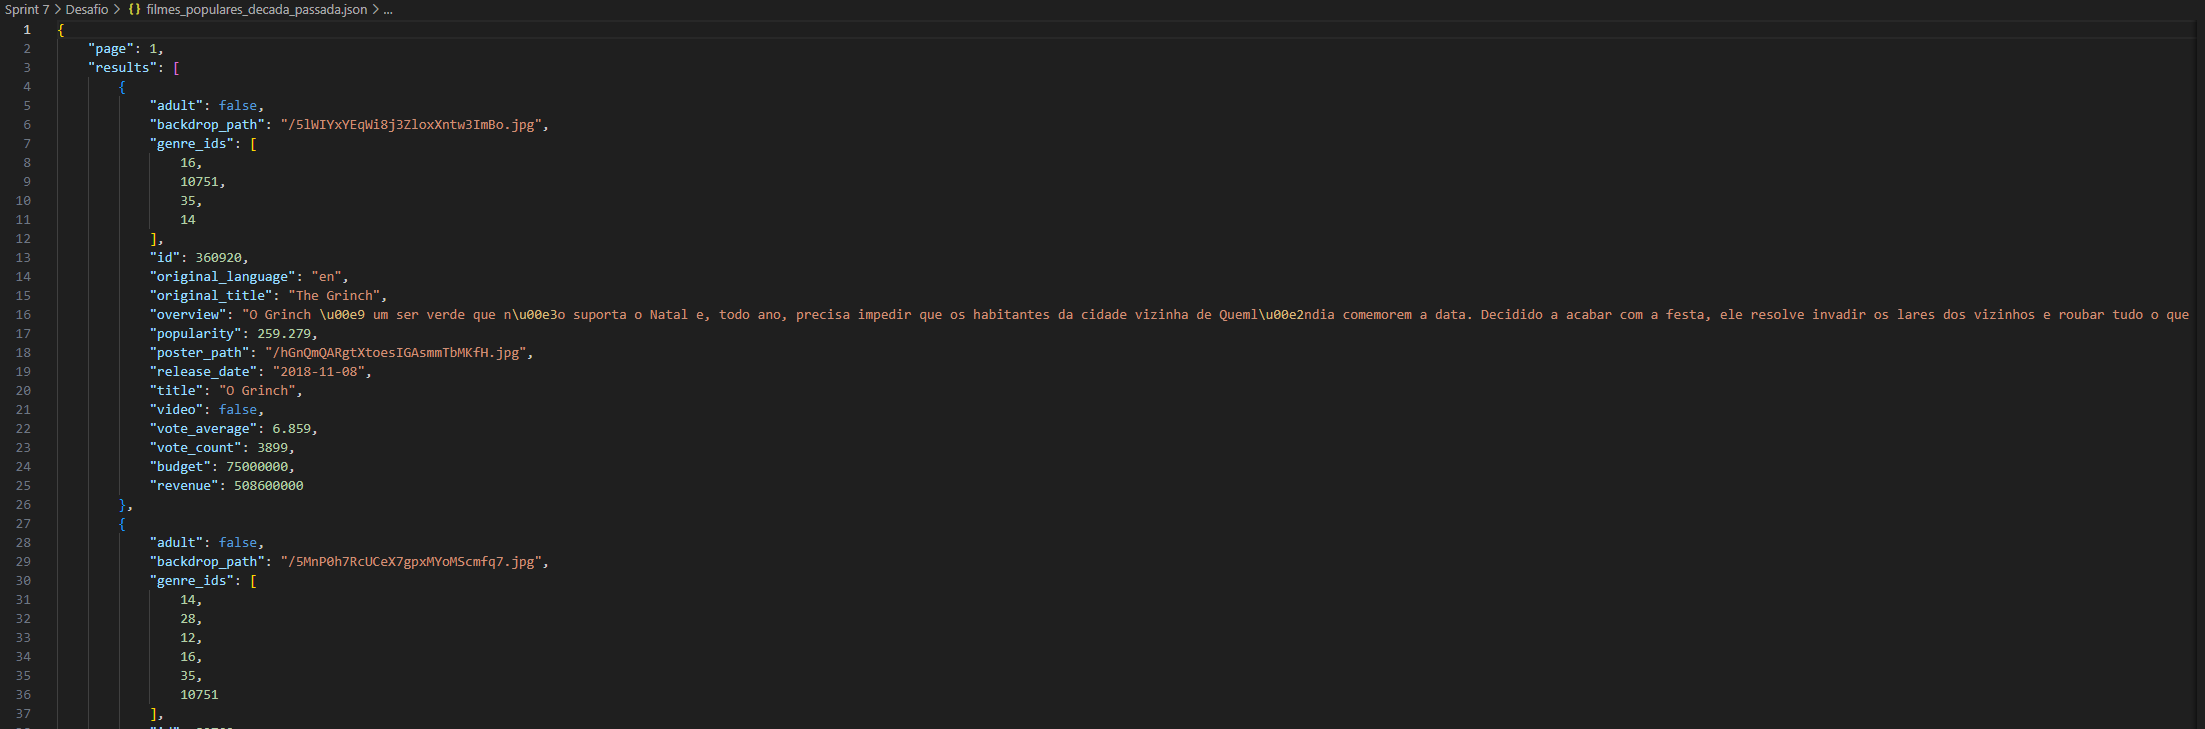 Sprint 7 > Desafio > {} filmes_populares_decada_passada.json > ...
1 {
2 "page": 1,
3 "results": [
4 {
5 "adult": false,
6 "backdrop_path": "/5lWIYxYEqWi8j3ZloxXntw3ImBo.jpg",
7 "genre_ids": [
8 16,
9 10751,
10 35,
11 14
12 ],
13 "id": 360920,
14 "original_language": "en",
15 "original_title": "The Grinch",
16 "overview": "O Grinch \u00e9 um ser verde que n\u00e3o suporta o Natal e, todo ano, precisa impedir que os habitantes da cidade vizinha de Queml\u00e2ndia comemorem a data. Decidido a acabar com a festa, ele resolve invadir os lares dos vizinhos e roubar tudo o que
17 "popularity": 259.279,
18 "poster_path": "/hGnQmQARgtXtoesIGAsmmTbMKfH.jpg",
19 "release_date": "2018-11-08",
20 "title": "O Grinch",
21 "video": false,
22 "vote_average": 6.859,
23 "vote_count": 3899,
24 "budget": 75000000,
25 "revenue": 508600000
26 },
27 {
28 "adult": false,
29 "backdrop_path": "/5MnP0h7RcUCeX7gpxMYoMScmfq7.jpg",
30 "genre_ids": [
31 14,
32 28,
33 12,
34 16,
35 35,
36 10751
37 ],